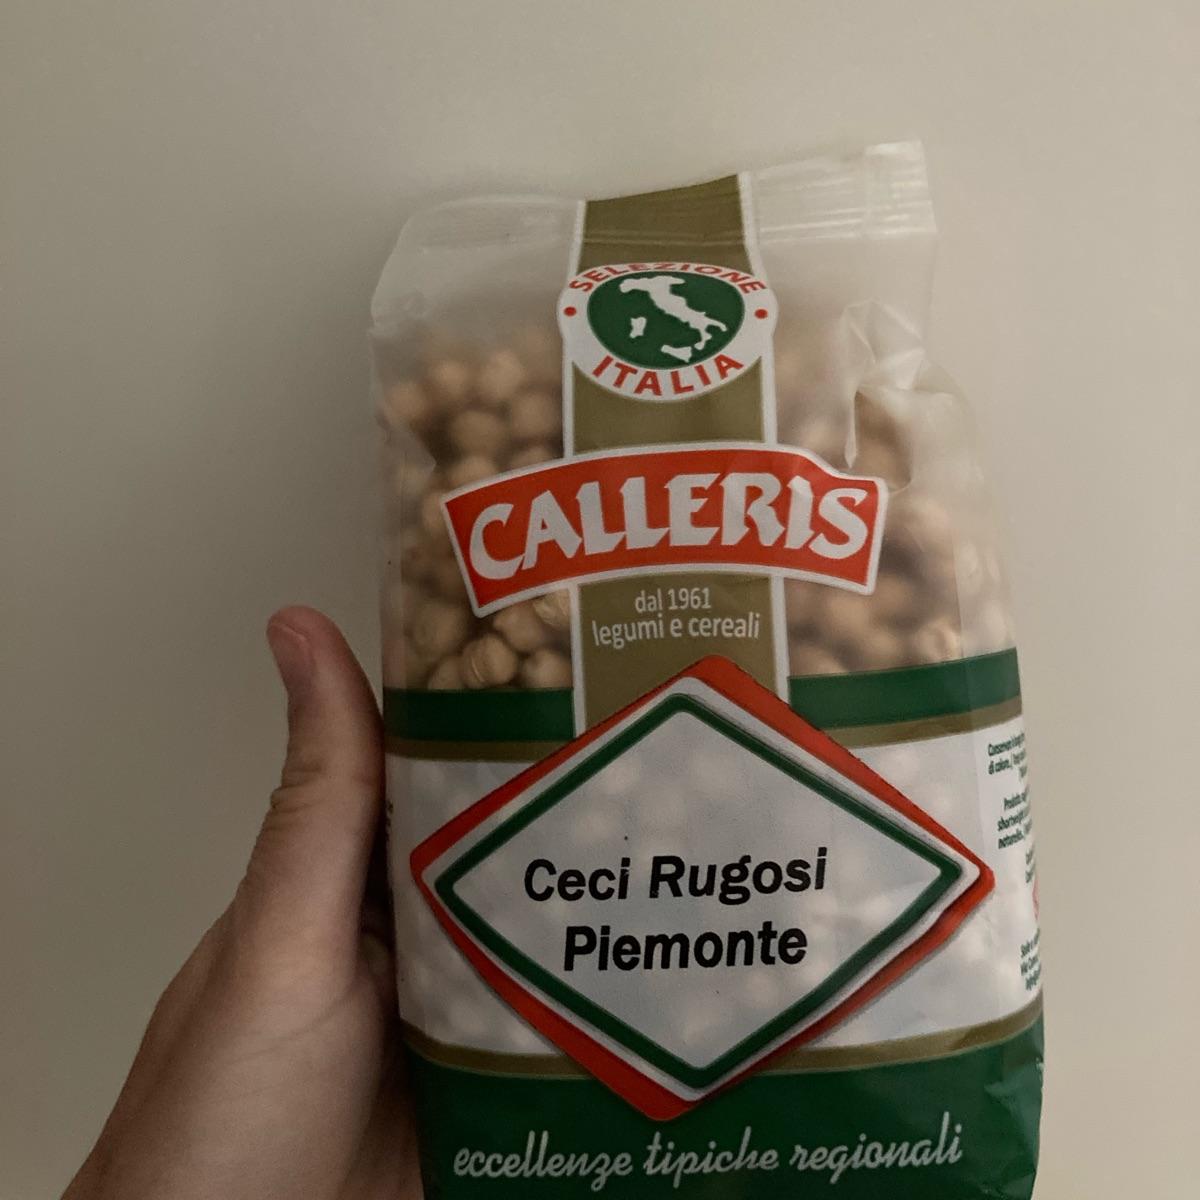 SELEZIONE
ITALIA
CALLERIS
dal 1961
legumi e cereali
Ceci Rugosi
Piemonte
eccellenze tipiche regionali